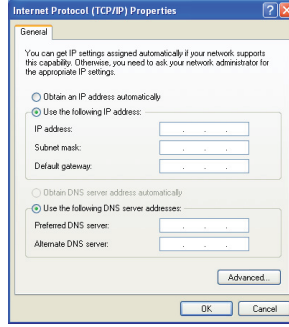 Internet Protocol (TCP/IP) Properties
General
You can get IP settings assigned automatically if your network supports
this capability. Otherwise, you need to ask your network administrator for
the appropriate IP settings.
Obtain an IP address automatically
Use the following IP address:
IP address:
Subnet mask:
Default gateway:
Obtain DNS server address automatically
Use the following DNS server addresses:
Preferred DNS server:
Alternate DNS server:
Advanced...
OK Cancel